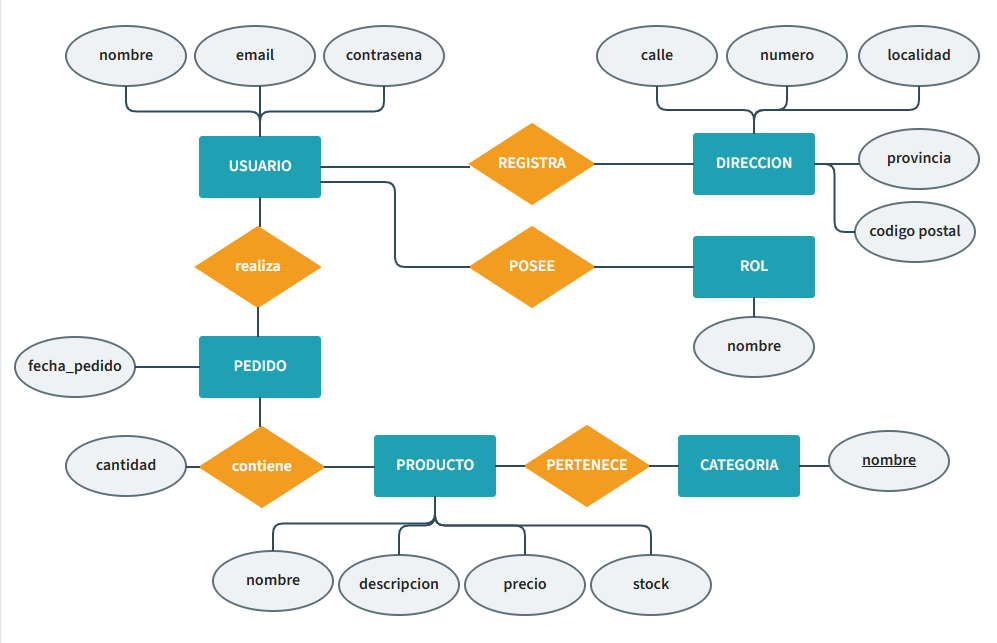 nombre
email
contrasena
calle
numero
localidad
USUARIO
REGISTRA
DIRECCION
provincia
codigo postal
realiza
POSEE
ROL
nombre
fecha_pedido
PEDIDO
cantidad
contiene
PRODUCTO
PERTENECE
CATEGORIA
nombre
nombre
descripcion
precio
stock